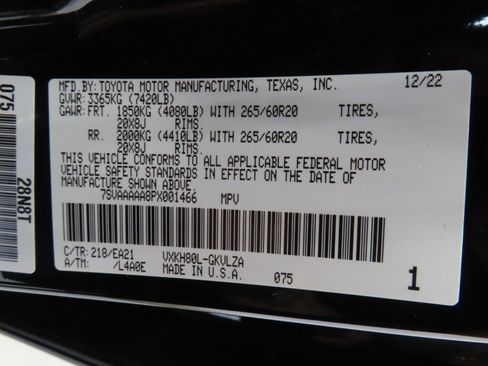 MFD.BY:TOYOTA MOTOR MANUFACTURING, TEXAS, INC. 12/22
GVWR:3365KG (7420LB)
GAWR:FRT. 1850KG (4080LB) WITH 265/60R20 TIRES,
20X8J RIMS.
RR. 2000KG (4410LB) WITH 265/60R20 TIRES,
20X8J RIMS.
THIS VEHICLE CONFORMS TO ALL APPLICABLE FEDERAL MOTOR
VEHICLE SAFETY STANDARDS IN EFFECT ON THE DATE OF
MANUFACTURE SHOWN ABOVE.
7SVAAAAA8PX001466 MPV
C/TR:218/EA21 VXKH80L-GKVLZA
A/TM: /L4A0E MADE IN U.S.A. 075 1
075
28N8T